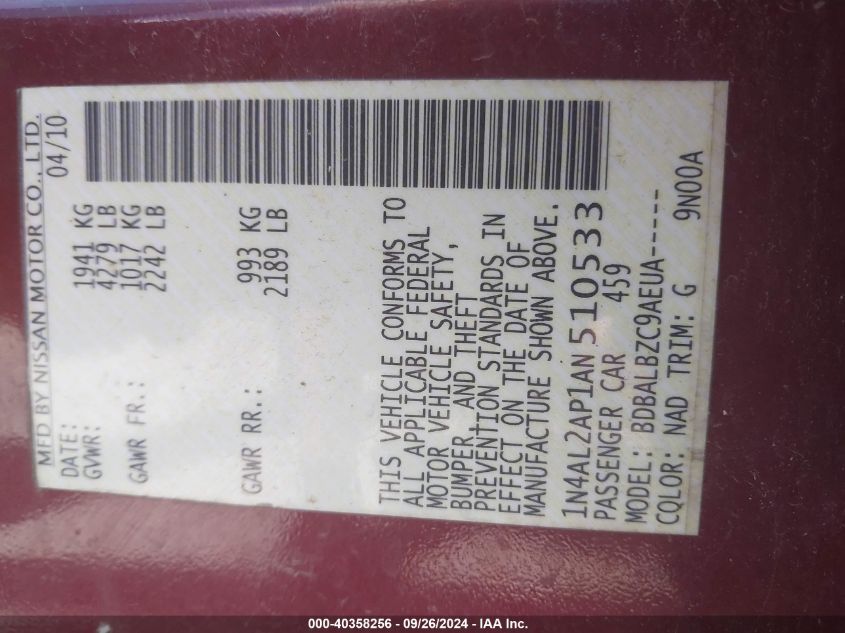 MFD BY NISSAN MOTOR CO., LTD.
DATE: 04/10
GVWR: 1941 KG
4279 LB
GAWR FR.: 1017 KG
2242 LB
GAWR RR.: 993 KG
2189 LB
THIS VEHICLE CONFORMS TO
ALL APPLICABLE FEDERAL
MOTOR VEHICLE SAFETY,
BUMPER, AND THEFT
PREVENTION STANDARDS IN
EFFECT ON THE DATE OF
MANUFACTURE SHOWN ABOVE.
1N4AL2AP1AN510533
PASSENGER CAR 459
MODEL: BDBALBZC9AEUA-----
COLOR: NAD TRIM: G 9N00A
000-40358256 - 09/26/2024 - IAA Inc.